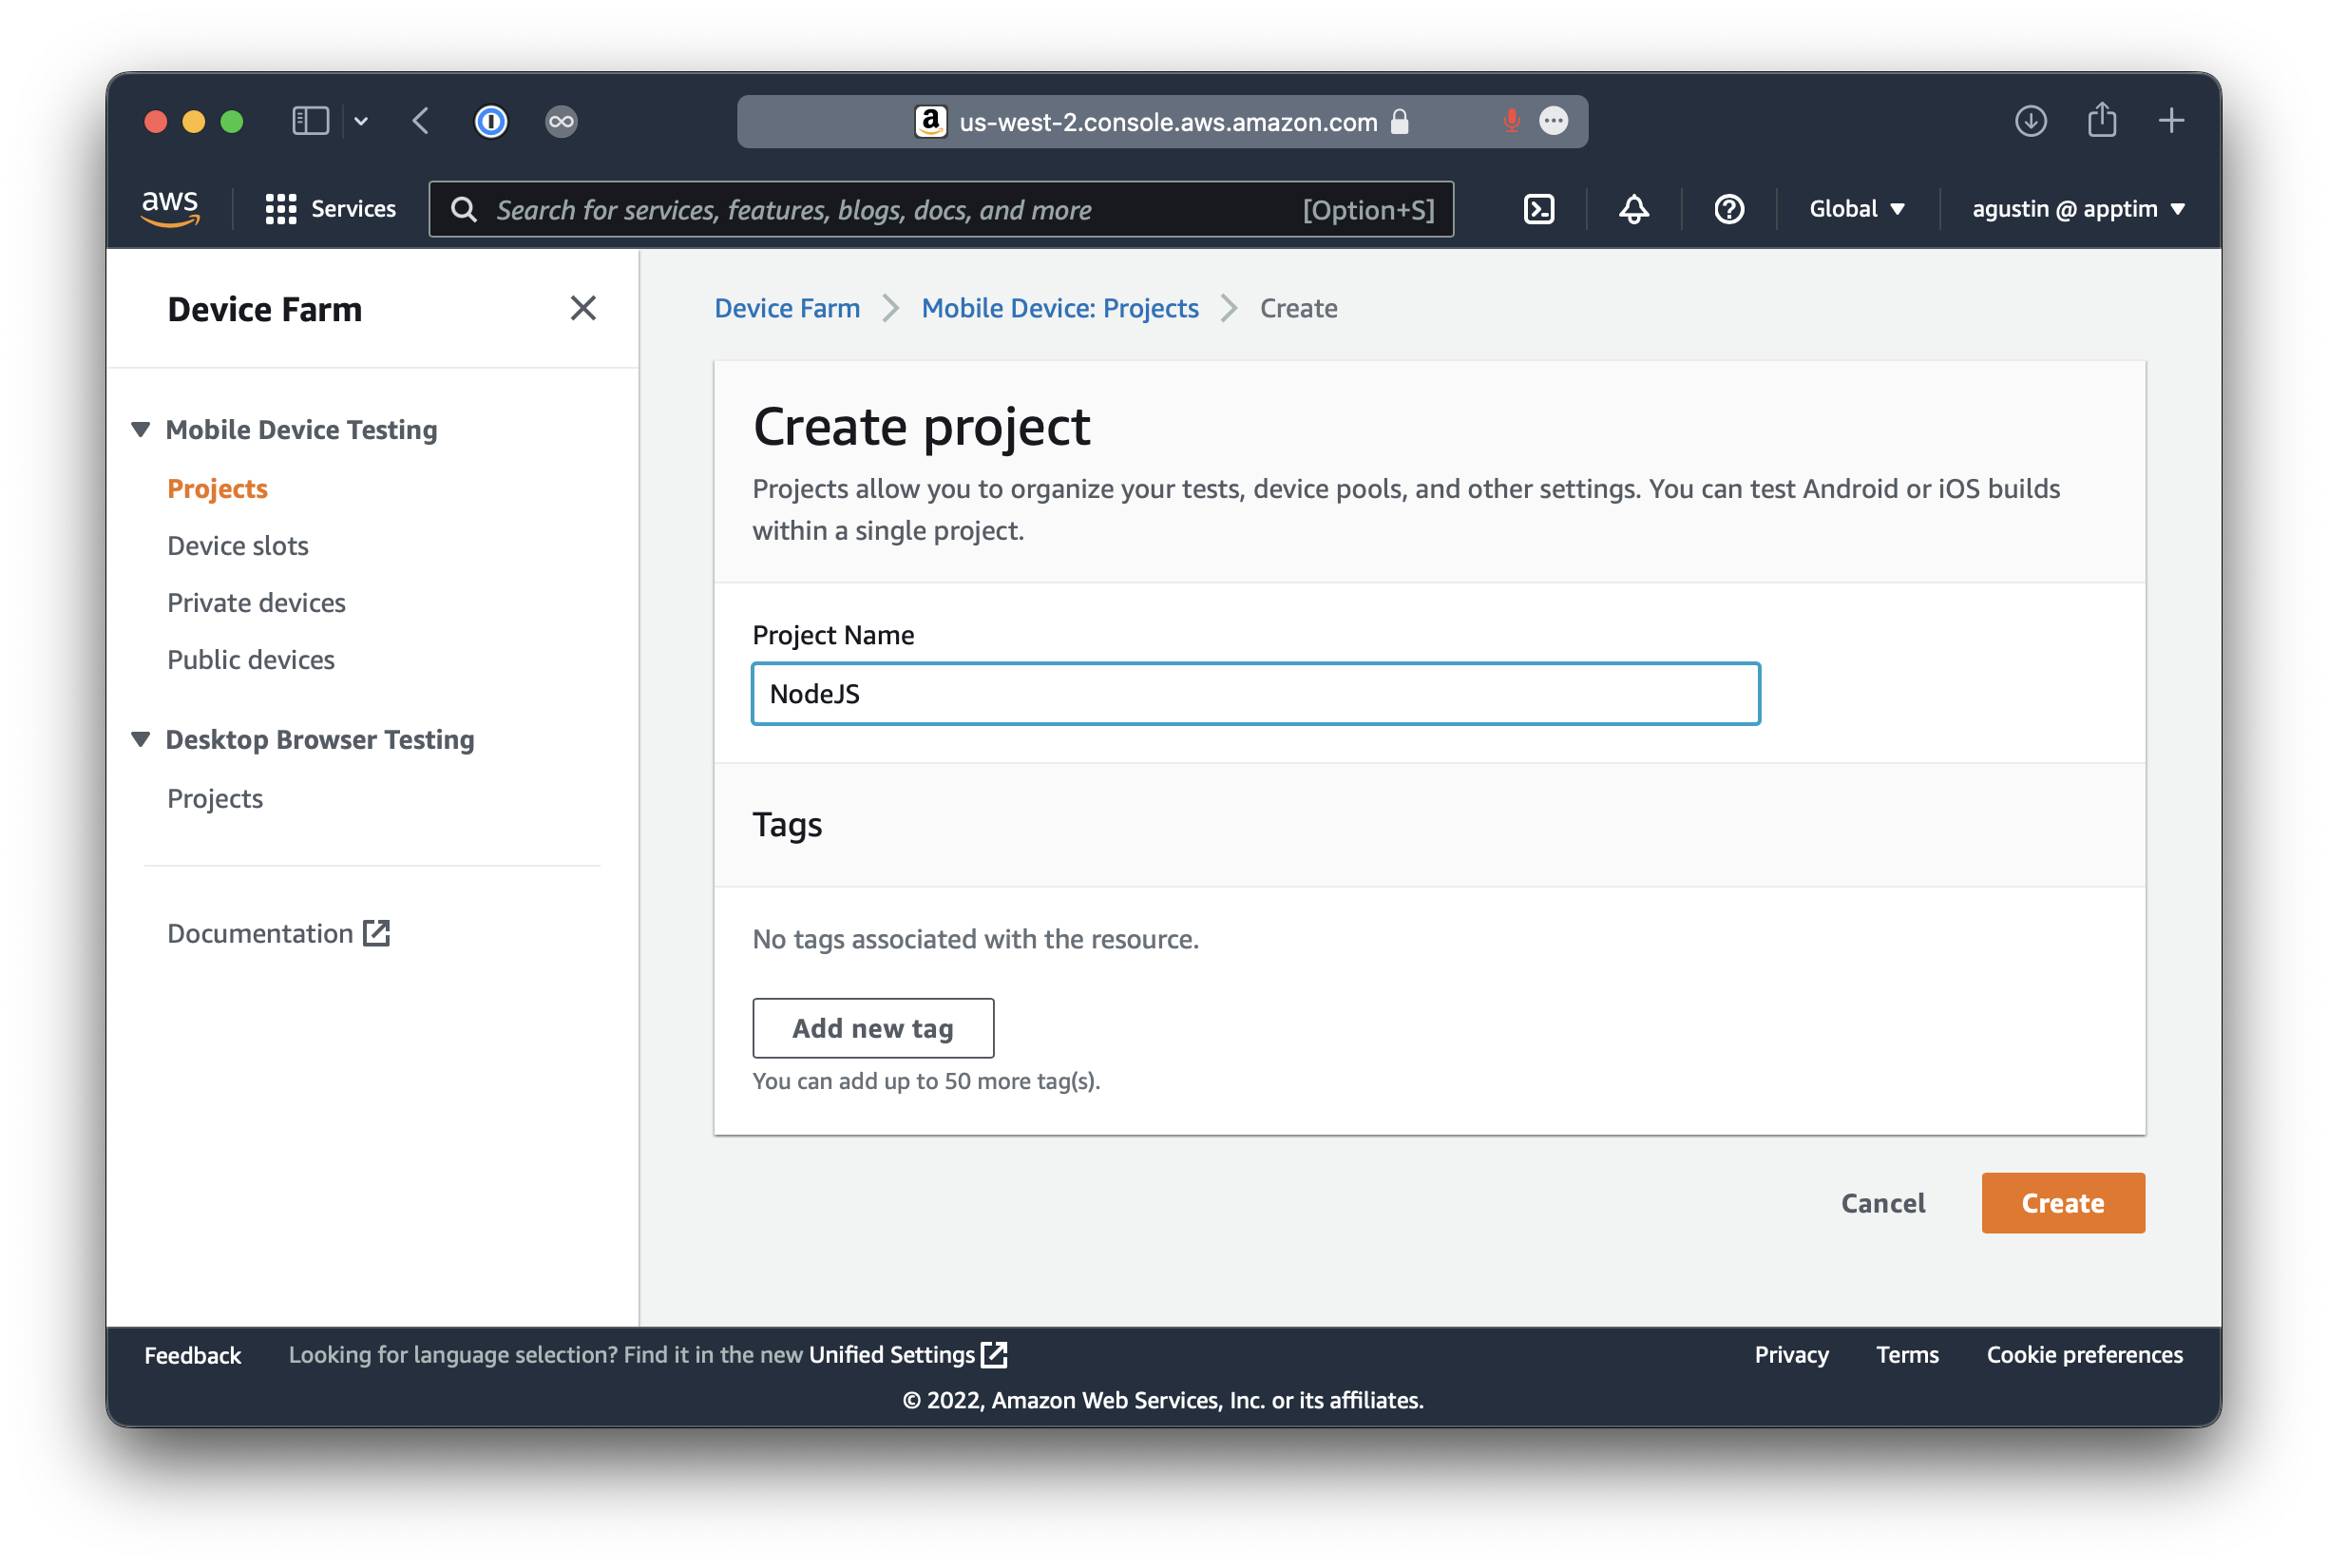 us-west-2.console.aws.amazon.com
aws
Services
Search for services, features, blogs, docs, and more
[Option+S]
Global
agustin @ apptim
Device Farm
Mobile Device Testing
Projects
Device slots
Private devices
Public devices
Desktop Browser Testing
Projects
Documentation
Device Farm > Mobile Device: Projects > Create
Create project
Projects allow you to organize your tests, device pools, and other settings. You can test Android or iOS builds
within a single project.
Project Name
NodeJS
Tags
No tags associated with the resource.
Add new tag
You can add up to 50 more tag(s).
Cancel
Create
Feedback
Looking for language selection? Find it in the new Unified Settings
Privacy
Terms
Cookie preferences
© 2022, Amazon Web Services, Inc. or its affiliates.